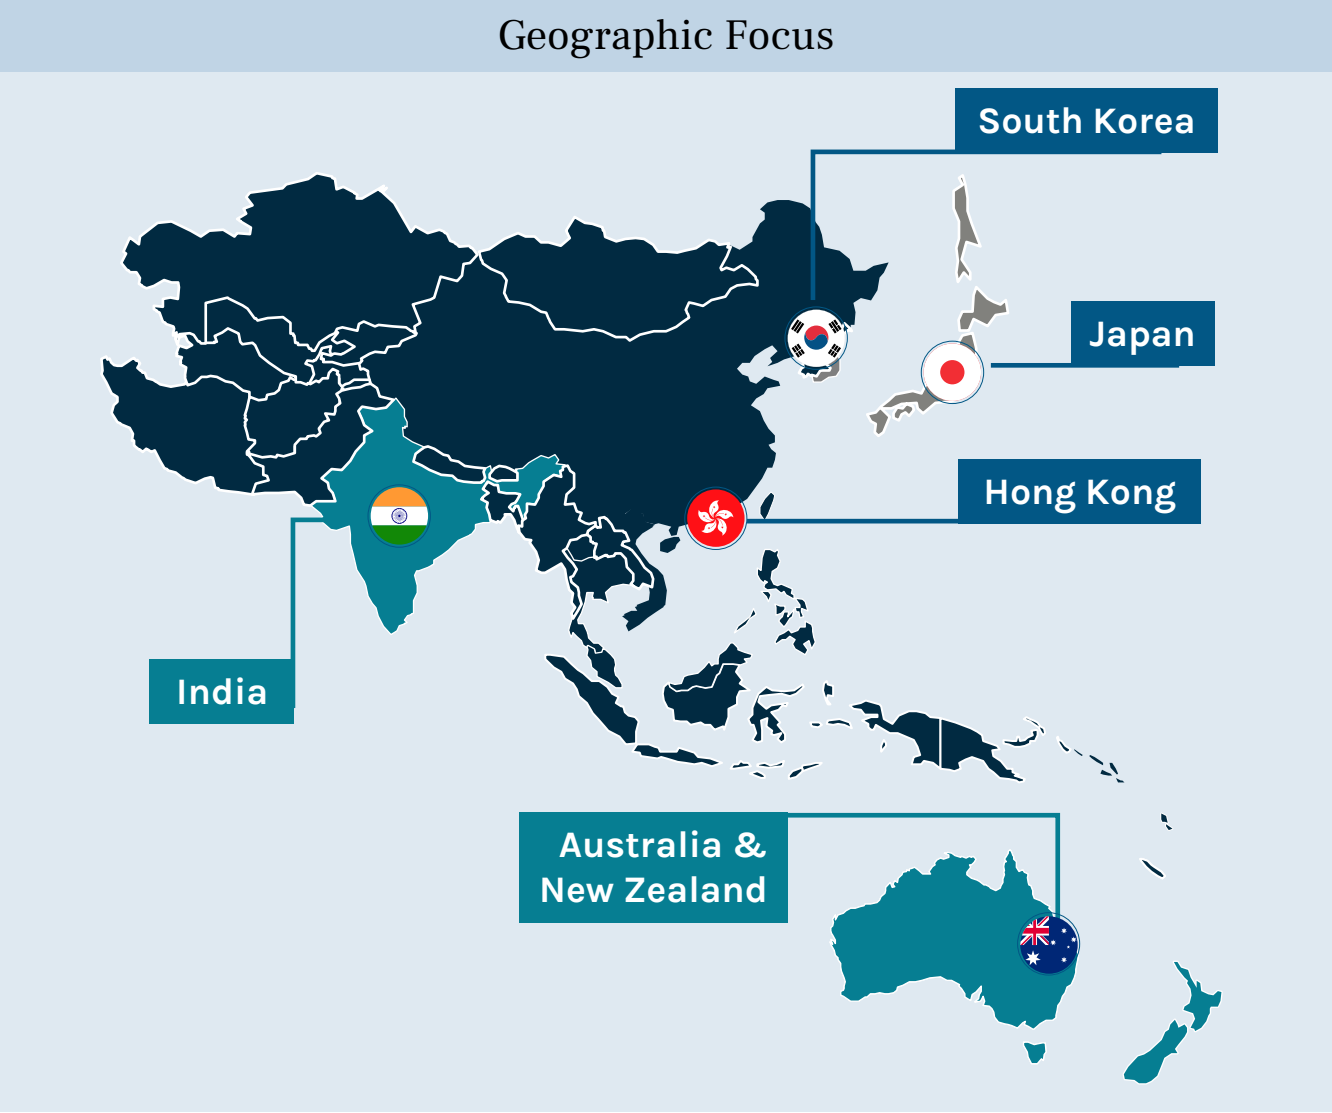 Geographic Focus
South Korea
Japan
Hong Kong
India
Australia &
New Zealand